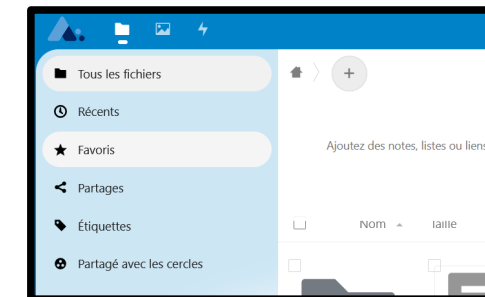 Tous les fichiers
Récents
Favoris
Partages
Étiquettes
Partagé avec les cercles
Ajoutez des notes, listes ou liens
Nom
Taille